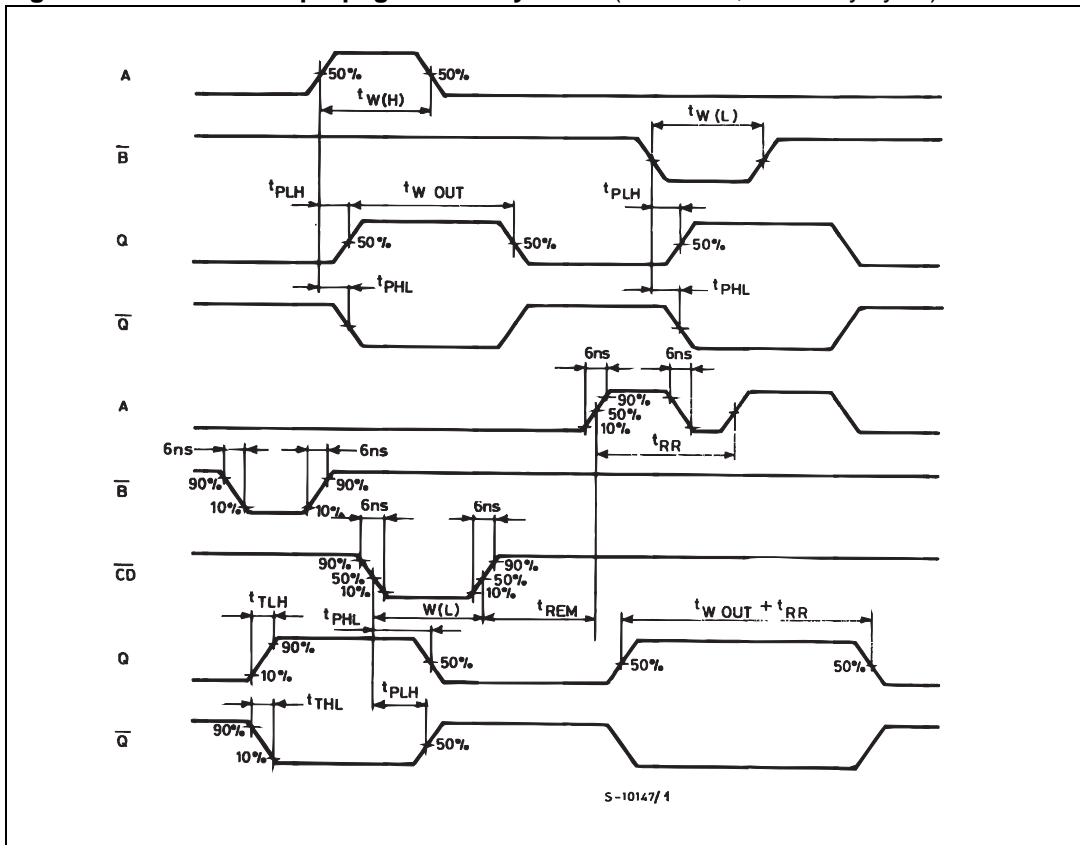 A
50%
50%
tW(H)
B̅
tW(L)
tPLH
tW OUT
tPLH
Q
50%
50%
50%
tPHL
tPHL
Q̅
6ns
6ns
A
90%
50%
10%
tRR
6ns
6ns
B̅
90%
90%
10%
10%
6ns
6ns
C̅D̅
90%
50%
10%
90%
50%
10%
tTLH
tPHL
W(L)
tREM
tW OUT + tRR
Q
90%
10%
50%
50%
50%
tTHL
tPLH
Q̅
90%
10%
50%
S-10147/1